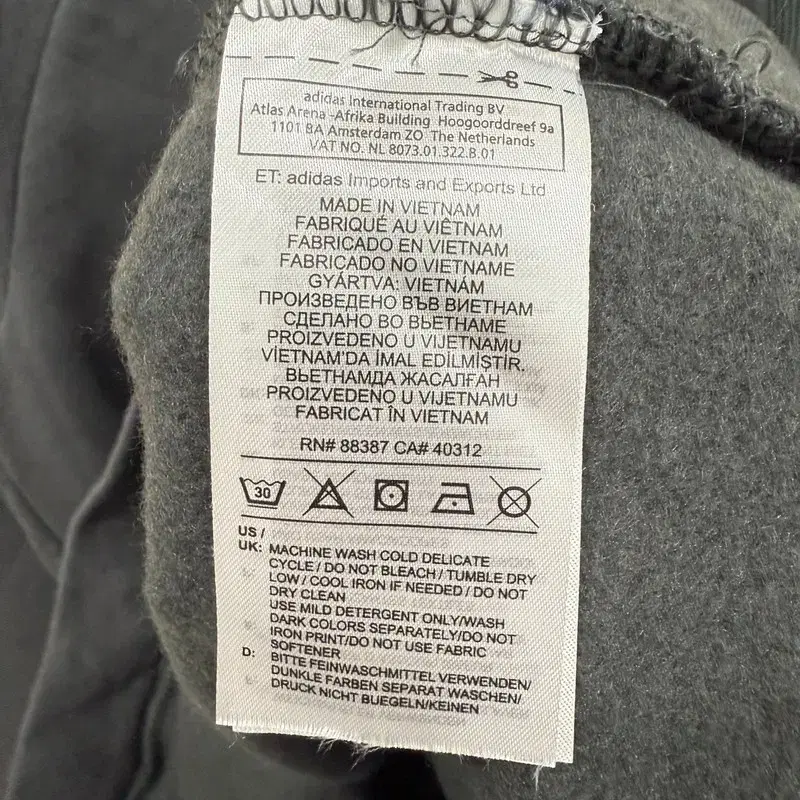 adidas International Trading BV
Atlas Arena -Afrika Building Hoogoorddreef 9a
1101 BA Amsterdam ZO The Netherlands
VAT NO. NL 8073.01.322.B.01
ET: adidas Imports and Exports Ltd
MADE IN VIETNAM
FABRIQUÉ AU VIÊTNAM
FABRICADO EN VIETNAM
FABRICADO NO VIETNAME
GYÁRTVA: VIETNÁM
ПРОИЗВЕДЕНО ВЪВ ВИЕТНАМ
СДЕЛАНО ВО ВЬЕТНАМЕ
PROIZVEDENO U VIJETNAMU
VİETNAM'DA İMAL EDİLMİŞTİR.
ВЬЕТНАМДА ЖАСАЛҒАН
PROIZVEDENO U VIJETNAMU
FABRICAT ÎN VIETNAM
RN# 88387 CA# 40312
30
US /
UK: MACHINE WASH COLD DELICATE
CYCLE / DO NOT BLEACH / TUMBLE DRY
LOW / COOL IRON IF NEEDED / DO NOT
DRY CLEAN
USE MILD DETERGENT ONLY/WASH
DARK COLORS SEPARATELY/DO NOT
IRON PRINT/DO NOT USE FABRIC
SOFTENER
D: BITTE FEINWASCHMITTEL VERWENDEN/
DUNKLE FARBEN SEPARAT WASCHEN/
DRUCK NICHT BUEGELN/KEINEN